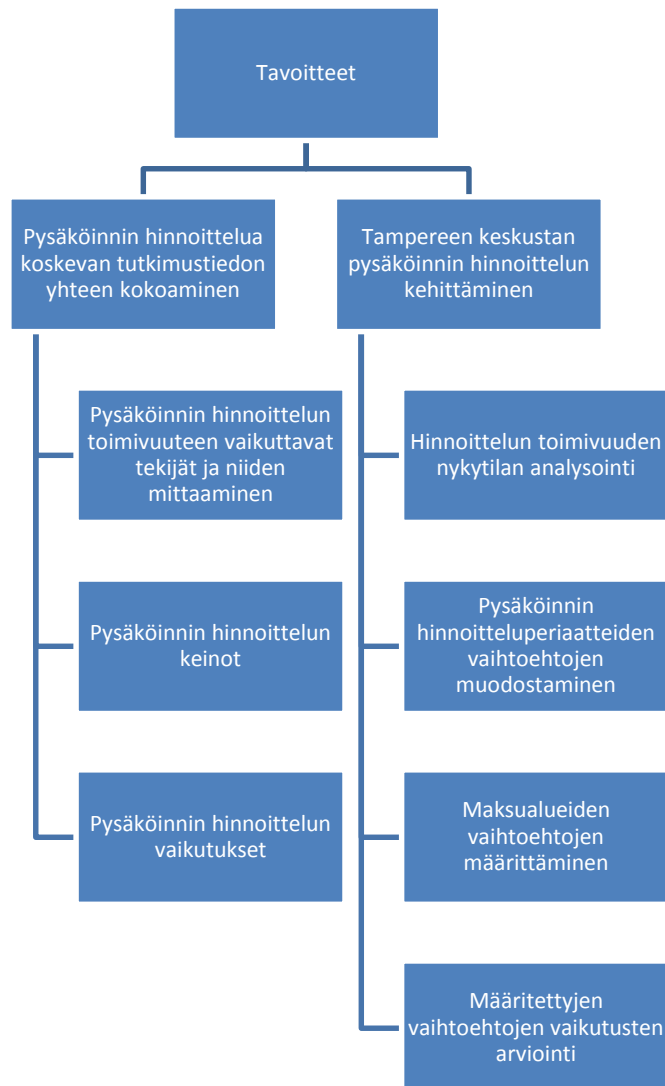 Tavoitteet
Pysäköinnin hinnoittelua
koskevan tutkimustiedon
yhteen kokoaminen
Pysäköinnin hinnoittelun
toimivuuteen vaikuttavat
tekijät ja niiden
mittaaminen
Pysäköinnin hinnoittelun
keinot
Pysäköinnin hinnoittelun
vaikutukset
Tampereen keskustan
pysäköinnin hinnoittelun
kehittäminen
Hinnoittelun toimivuuden
nykytilan analysointi
Pysäköinnin
hinnoitteluperiaatteiden
vaihtoehtojen
muodostaminen
Maksualueiden
vaihtoehtojen
määrittäminen
Määritettyjen
vaihtoehtojen vaikutusten
arviointi